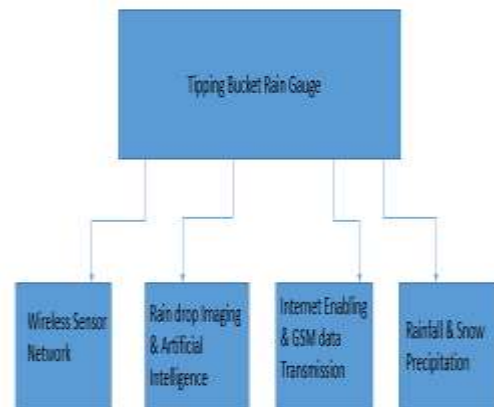 Tipping Bucket Rain Gauge
Wireless Sensor
Network
Rain drop Imaging
& Artificial
Intelligence
Internet Enabling
& GSM data
Transmission
Rainfall & Snow
Precipitation